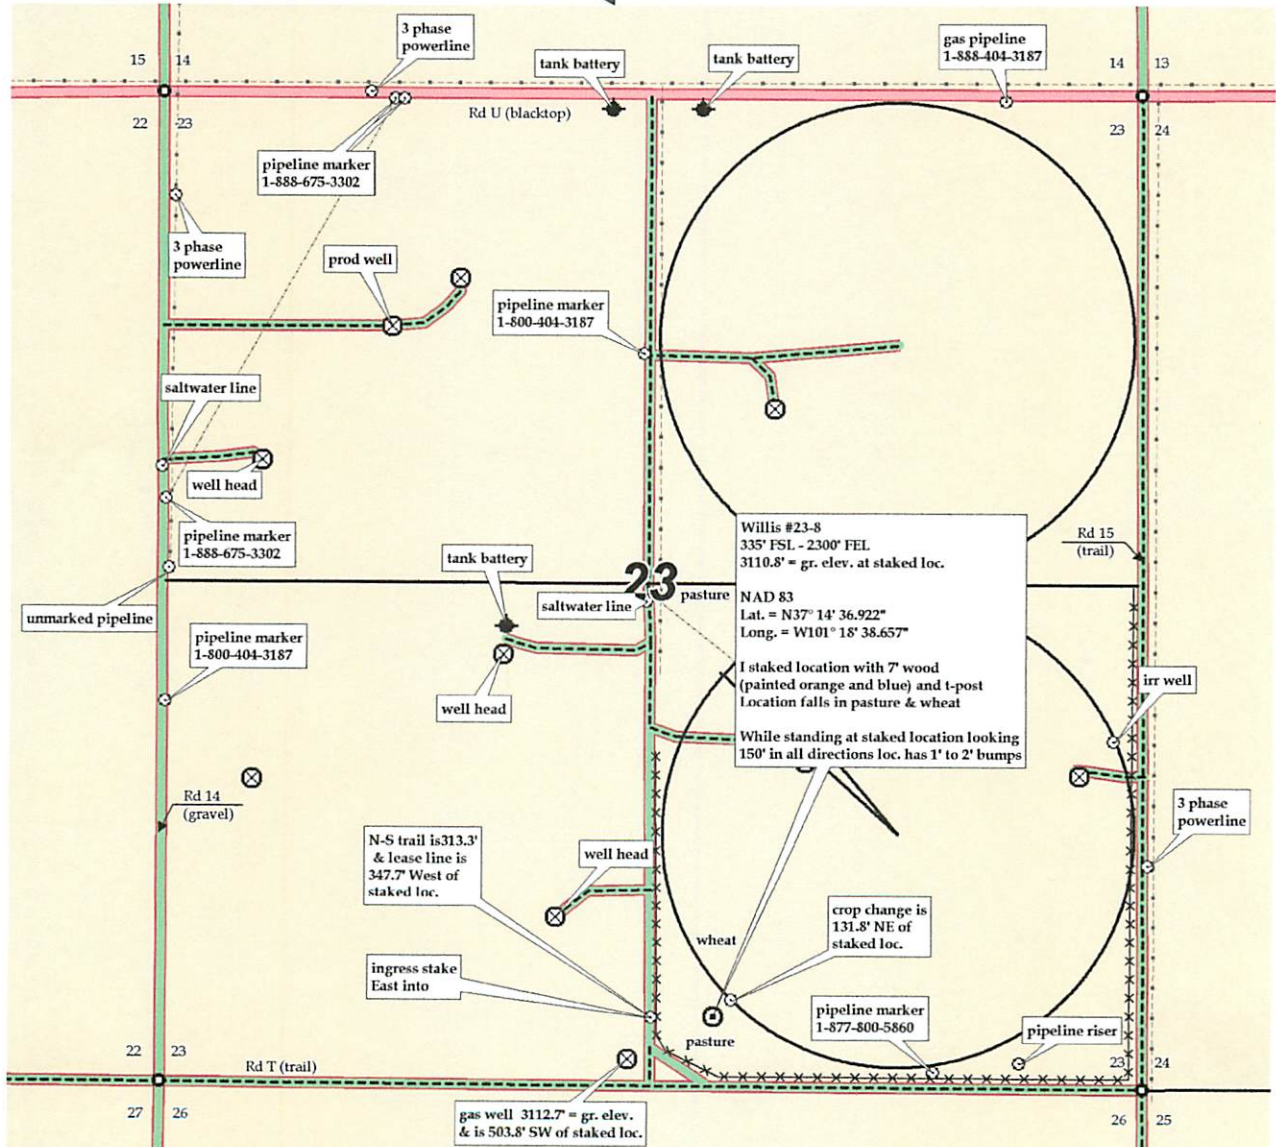 3 phase
powerline
tank battery
tank battery
gas pipeline
1-888-404-3187
15 14
14 13
Rd U (blacktop)
22 23
23 24
pipeline marker
1-888-675-3302
3 phase
powerline
prod well
pipeline marker
1-800-404-3187
saltwater line
well head
pipeline marker
1-888-675-3302
Willis #23-8
335' FSL - 2300' FEL
3110.8' = gr. elev. at staked loc.
NAD 83
Lat. = N37° 14' 36.922"
Long. = W101° 18' 38.657"
I staked location with 7' wood
(painted orange and blue) and t-post
Location falls in pasture & wheat
While standing at staked location looking
150' in all directions loc. has 1' to 2' bumps
Rd 15
(trail)
tank battery
23
pasture
saltwater line
unmarked pipeline
pipeline marker
1-800-404-3187
well head
irr well
Rd 14
(gravel)
3 phase
powerline
N-S trail is313.3'
& lease line is
347.7' West of
staked loc.
well head
crop change is
131.8' NE of
staked loc.
wheat
ingress stake
East into
pipeline marker
1-877-800-5860
pipeline riser
pasture
22 23
23 24
Rd T (trail)
27 26
26 25
gas well 3112.7' = gr. elev.
& is 503.8' SW of staked loc.